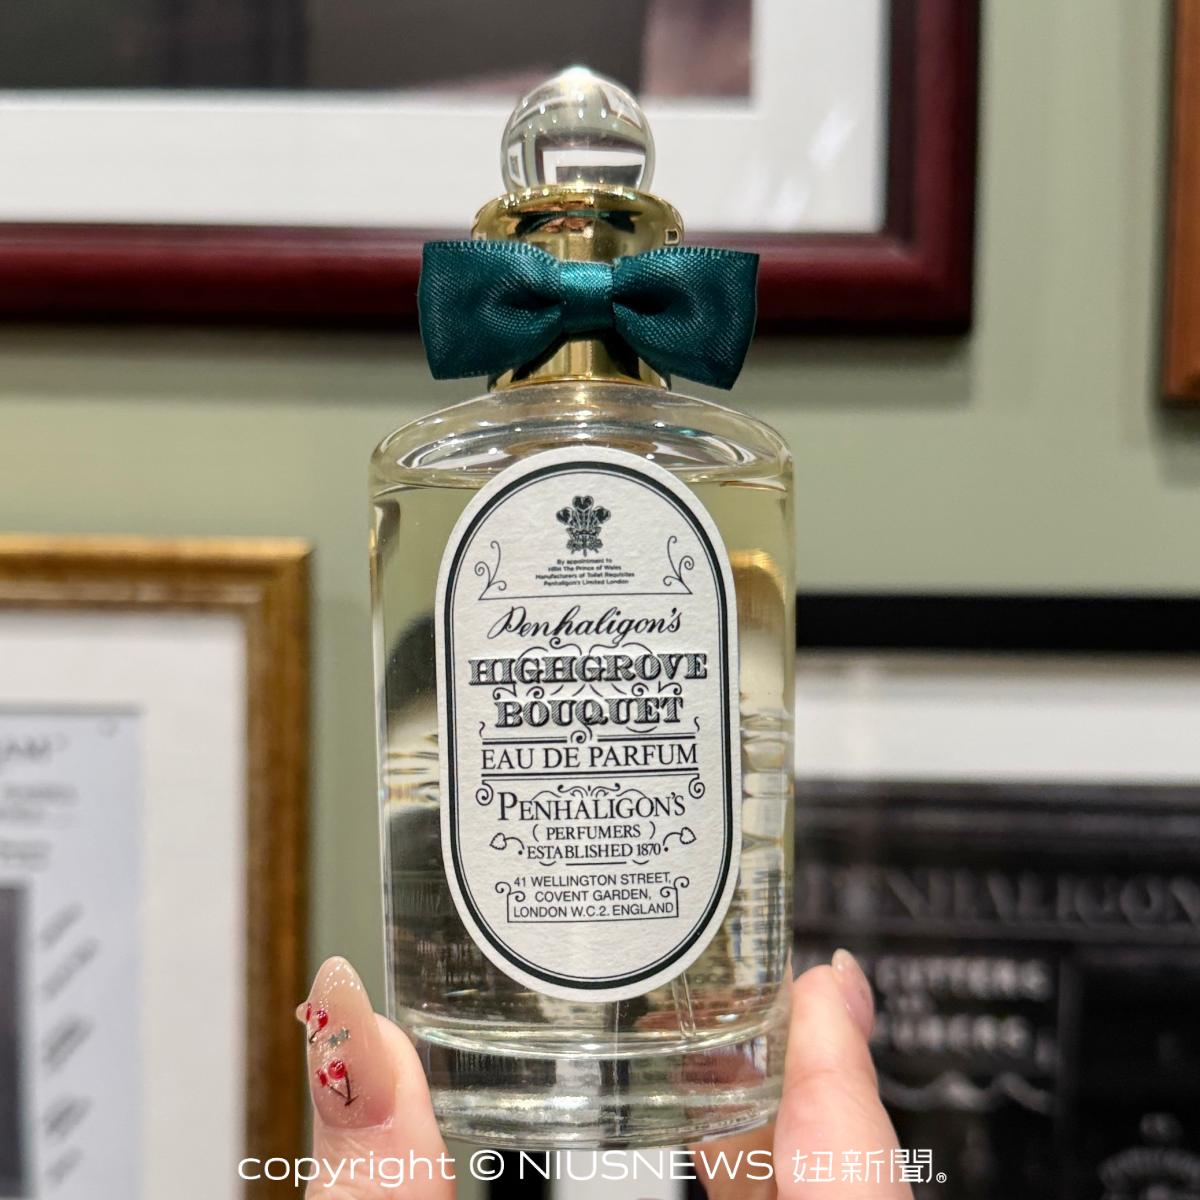 By appointment to
HRH The Prince of Wales
Manufacturers of Toilet Requisites
Penhaligon's Limited London
Penhaligon's
HIGHGROVE
BOUQUET
EAU DE PARFUM
PENHALIGON'S
( PERFUMERS )
ESTABLISHED 1870
41 WELLINGTON STREET,
COVENT GARDEN,
LONDON W.C.2. ENGLAND
PENHALIGON'S
copyright © NIUSNEWS 妞新聞®